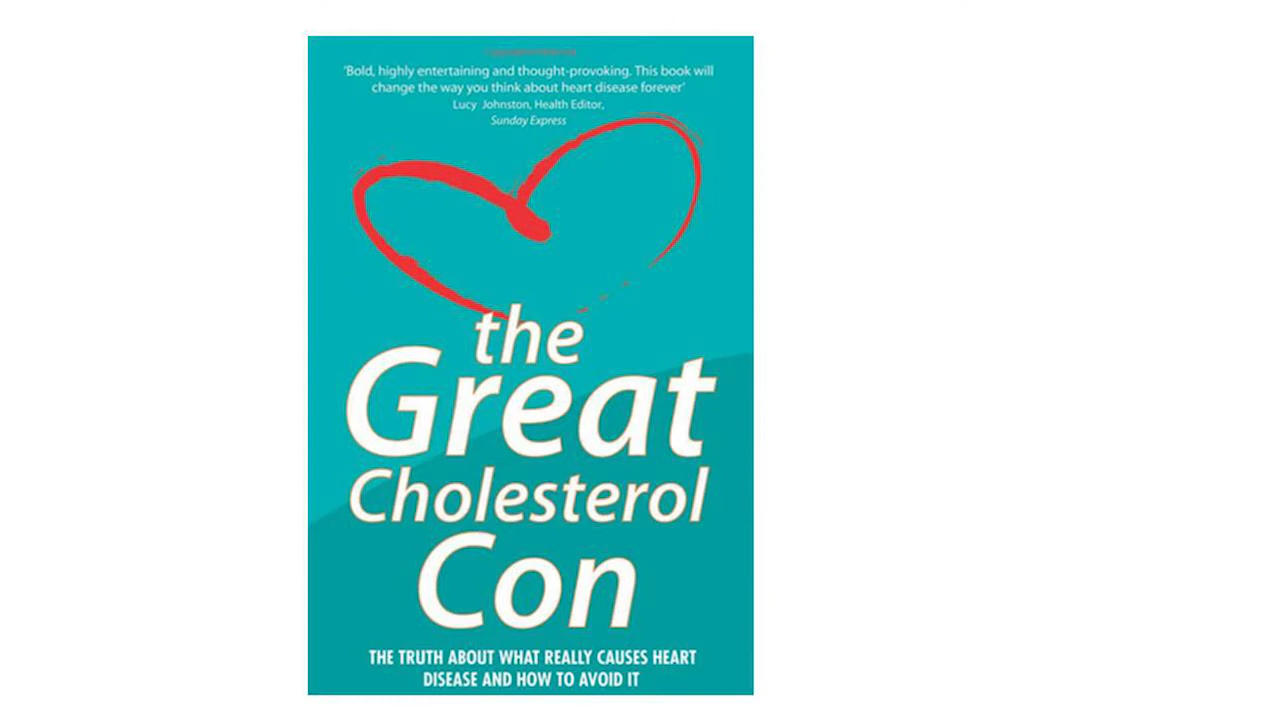 'Bold, highly entertaining and thought-provoking. This book will
change the way you think about heart disease forever'
Lucy Johnston, Health Editor,
Sunday Express
the
Great
Cholesterol
Con
THE TRUTH ABOUT WHAT REALLY CAUSES HEART
DISEASE AND HOW TO AVOID IT